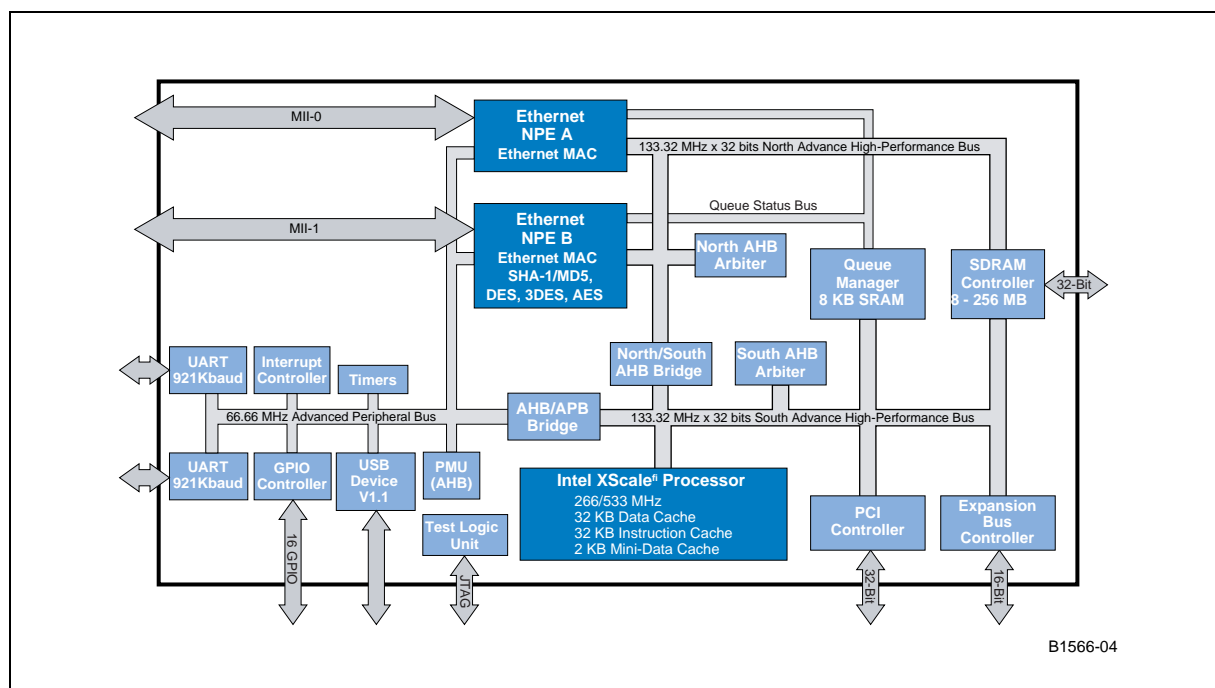 MII-0
Ethernet
NPE A
Ethernet MAC
133.32 MHz x 32 bits North Advance High-Performance Bus
Queue Status Bus
MII-1
Ethernet
NPE B
Ethernet MAC
SHA-1/MD5,
DES, 3DES, AES
North AHB
Arbiter
Queue
Manager
8 KB SRAM
SDRAM
Controller
8 - 256 MB
32-Bit
UART
921Kbaud
Interrupt
Controller
Timers
North/South
AHB Bridge
South AHB
Arbiter
66.66 MHz Advanced Peripheral Bus
AHB/APB
Bridge
133.32 MHz x 32 bits South Advance High-Performance Bus
UART
921Kbaud
GPIO
Controller
USB
Device
V1.1
PMU
(AHB)
Test Logic
Unit
Intel XScalefi Processor
266/533 MHz
32 KB Data Cache
32 KB Instruction Cache
2 KB Mini-Data Cache
PCI
Controller
Expansion
Bus
Controller
16 GPIO
JTAG
32-Bit
16-Bit
B1566-04